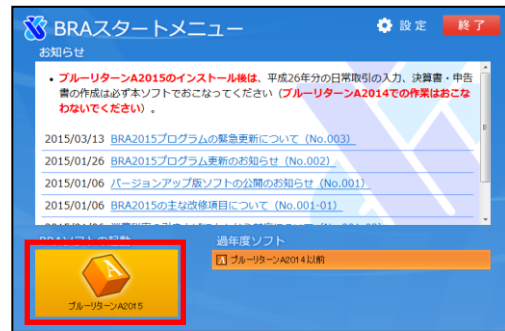 BRAスタートメニュー
設定
終了
お知らせ
• ブルーリターンA2015のインストール後は、平成26年分の日常取引の入力、決算書・申告
書の作成は必ず本ソフトでおこなってください（ブルーリターンA2014での作業はおこな
わないでください）。
2015/03/13 BRA2015プログラムの緊急更新について（No.003）
2015/01/26 BRA2015プログラム更新のお知らせ（No.002）
2015/01/06 バージョンアップ版ソフトの公開のお知らせ（No.001）
2015/01/06 BRA2015の主な改修項目について（No.001-01）
BRAソフトの起動
過年度ソフト
A ブルーリターンA2014以前
A
ブルーリターンA2015